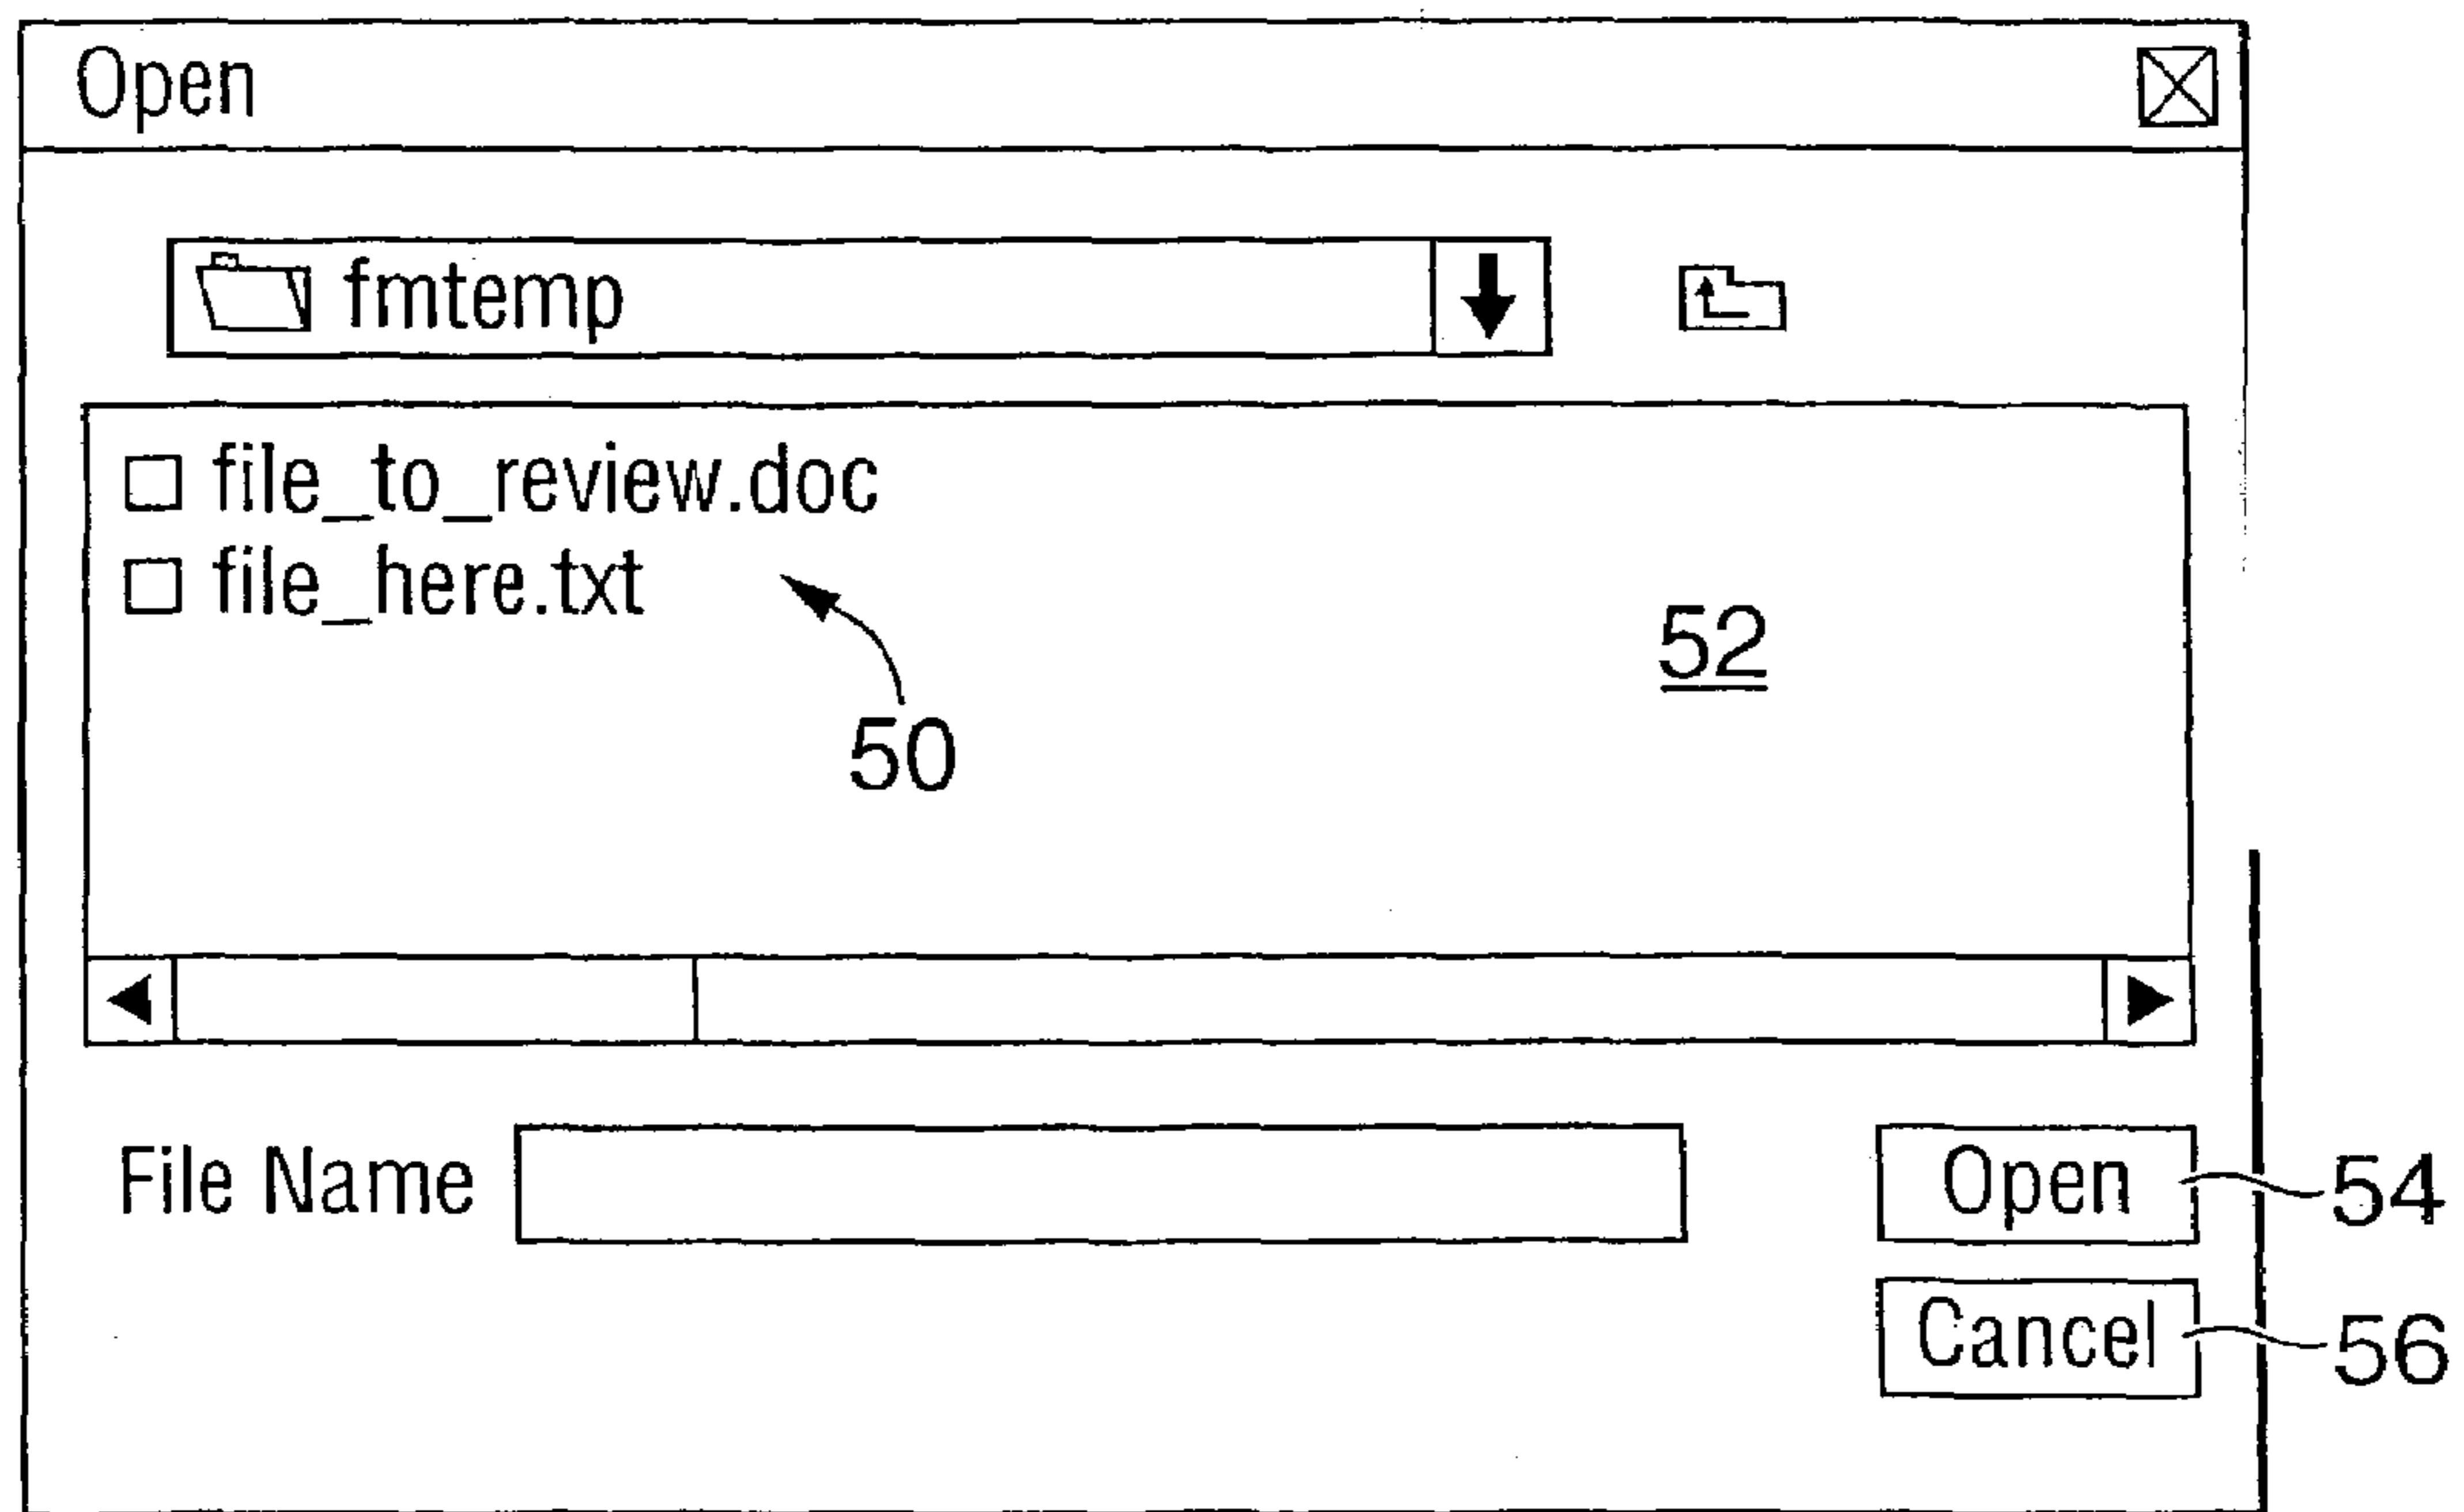 Open
fmtemp
file_to_review.doc
file_here.txt
52
50
File Name
Open
54
Cancel
56